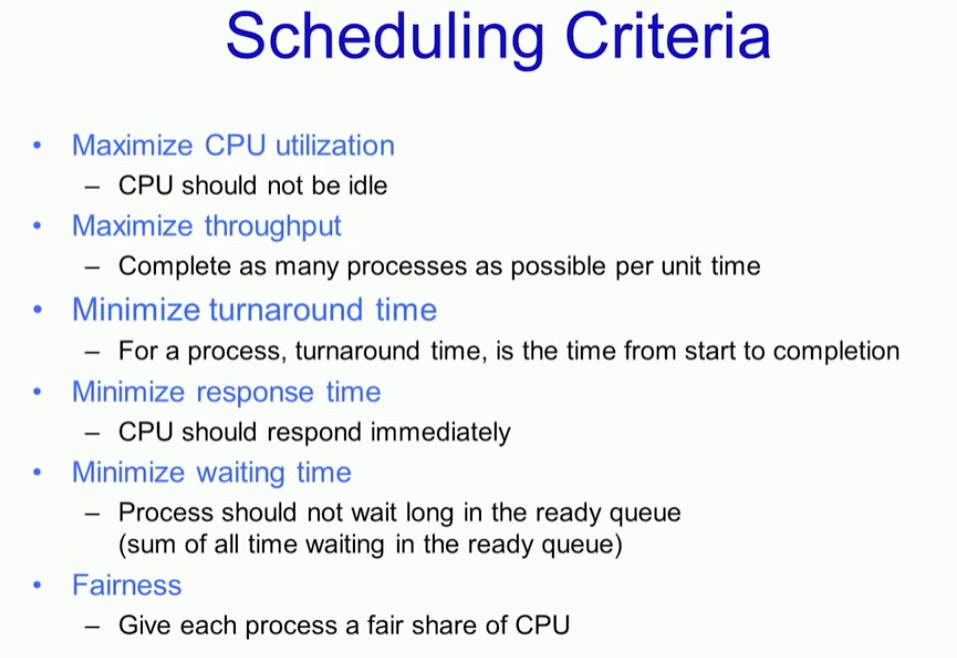 Scheduling Criteria
• Maximize CPU utilization
– CPU should not be idle
• Maximize throughput
– Complete as many processes as possible per unit time
• Minimize turnaround time
– For a process, turnaround time, is the time from start to completion
• Minimize response time
– CPU should respond immediately
• Minimize waiting time
– Process should not wait long in the ready queue
(sum of all time waiting in the ready queue)
• Fairness
– Give each process a fair share of CPU